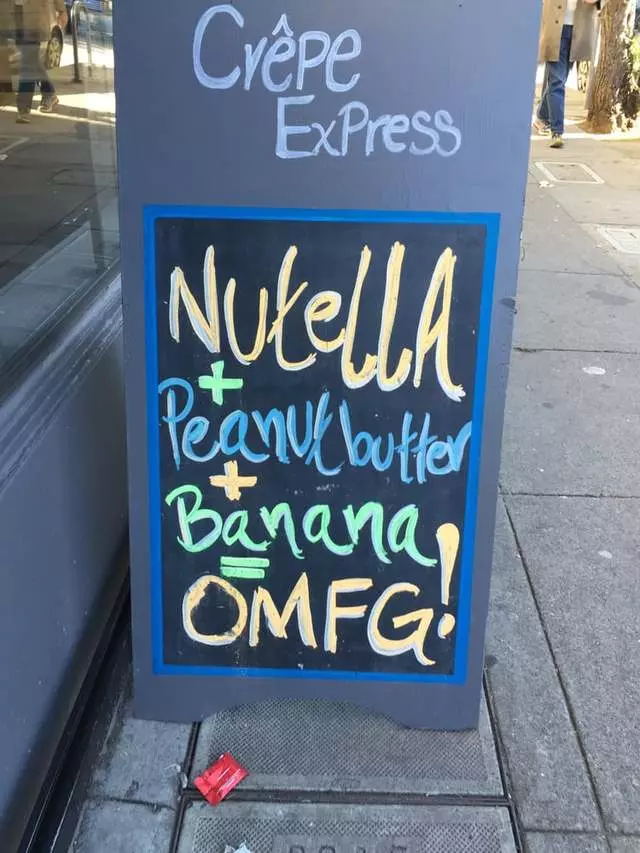 Crêpe
ExPress
NutellA
+
Peanut butter
+
Banana
=
OMFG!